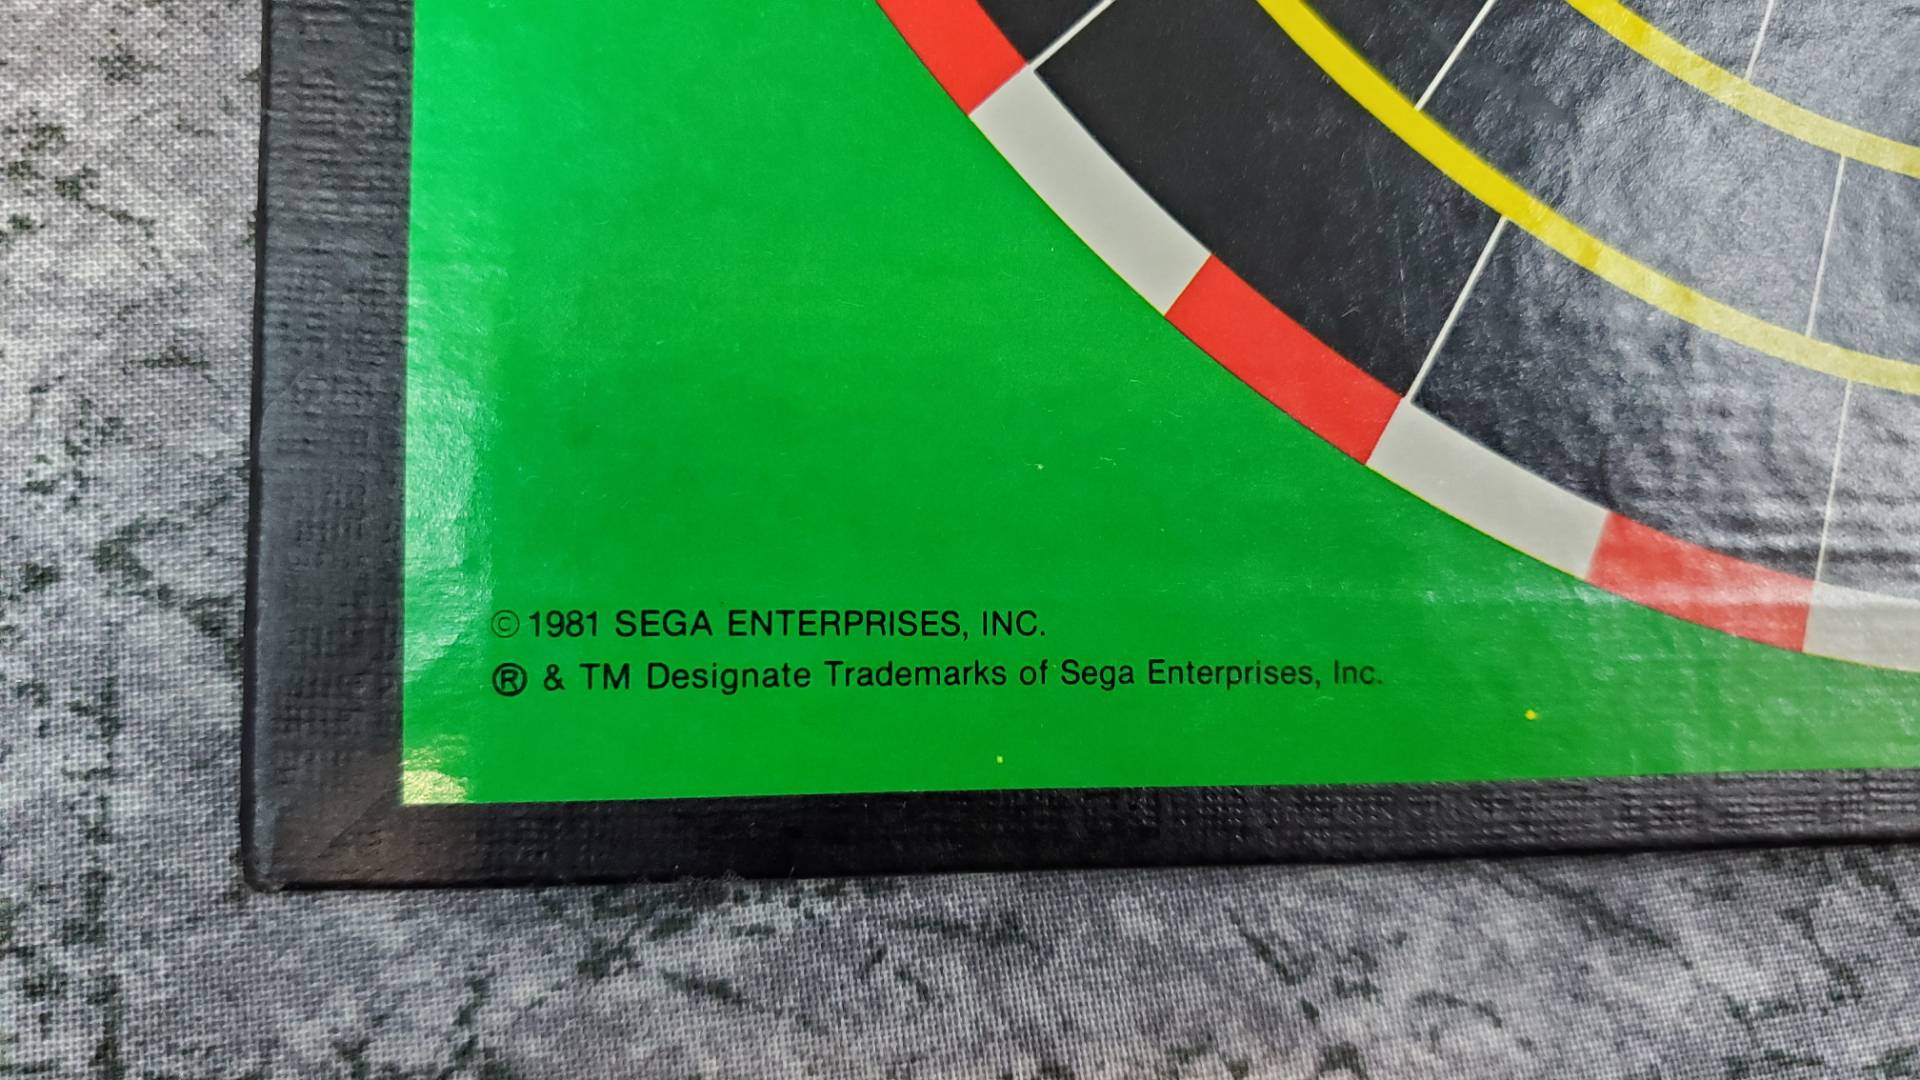 © 1981 SEGA ENTERPRISES, INC.
® & TM Designate Trademarks of Sega Enterprises, Inc.